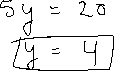 5y = 20
y = 4